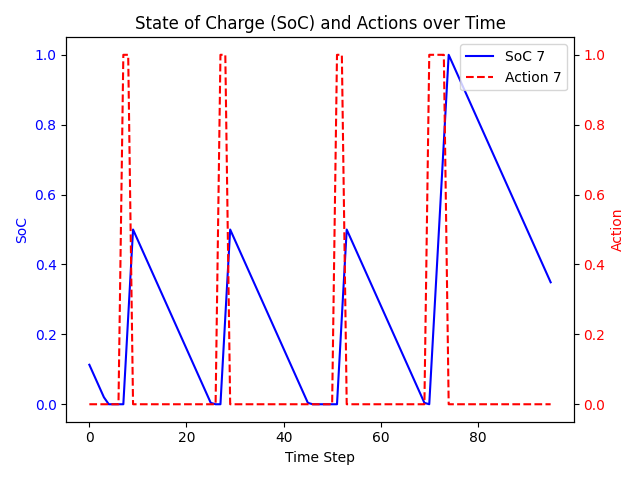 State of Charge (SoC) and Actions over Time
SoC 7
Action 7
1.0
0.8
0.6
0.4
0.2
0.0
SoC
1.0
0.8
0.6
0.4
0.2
0.0
Action
0
20
40
60
80
Time Step